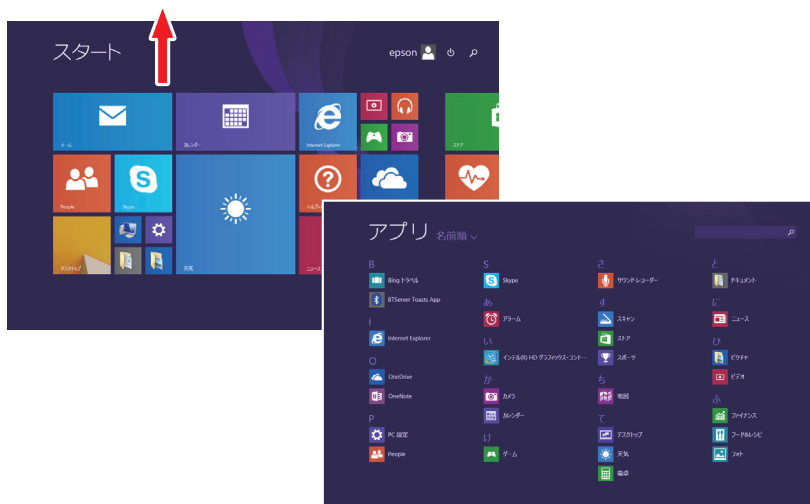 スタート
epson
メール
カレンダー
Internet Explorer
ストア
People
Skype
ヘルプ+
デスクトップ
天気
ニュース
アプリ 名前順
B
Bing トラベル
BTServer Toasts App
I
Internet Explorer
O
OneDrive
OneNote
P
PC 設定
People
S
Skype
あ
アラーム
い
インテル(R) HD グラフィックス・コント…
か
カメラ
カレンダー
け
ゲーム
さ
サウンド レコーダー
す
スキャン
ストア
スポーツ
ち
地図
て
デスクトップ
天気
電卓
と
ドキュメント
に
ニュース
ひ
ピクチャ
ビデオ
ふ
ファイナンス
フード&レシピ
フォト